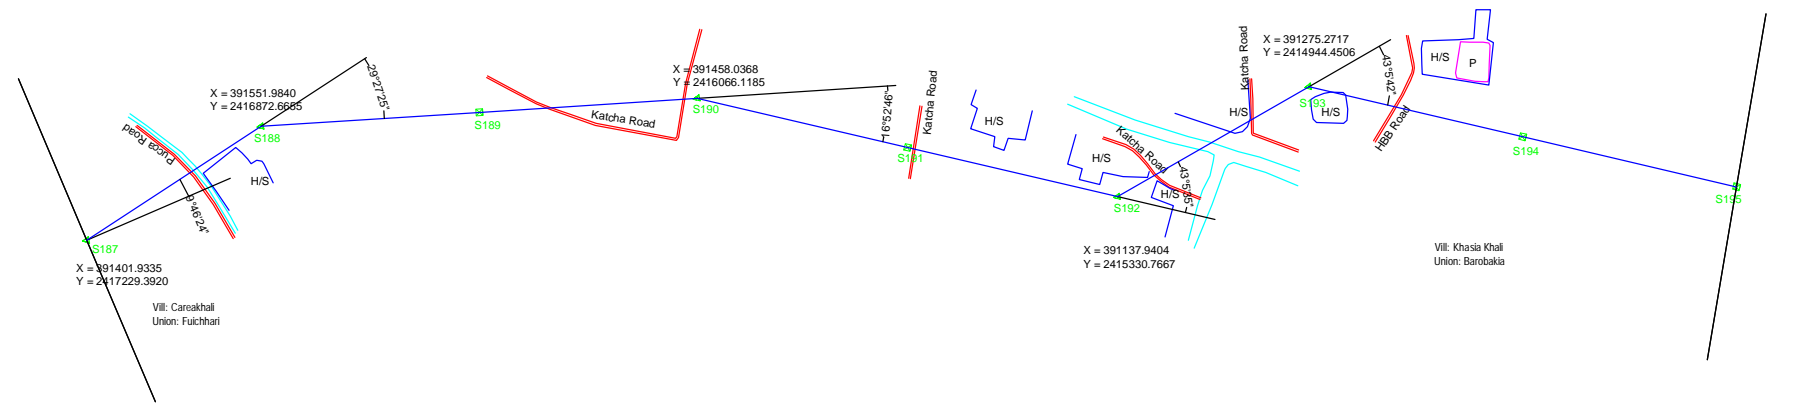 X = 391551.9840
Y = 2416872.6685
S188
29°27'25"
Pucca Road
H/S
9°46'24"
S187
X = 391401.9335
Y = 2417229.3920
Vill: Careakhali
Union: Fuichhari
S189
Katcha Road
X = 391458.0368
Y = 2416066.1185
S190
16°52'46"
Katcha Road
S191
H/S
H/S
Katcha Road
H/S
43°5'35"
S192
X = 391137.9404
Y = 2415330.7667
Katcha Road
H/S
X = 391275.2717
Y = 2414944.4506
S193
H/S
43°5'42"
HBB Road
H/S
P
S194
S195
Vill: Khasia Khali
Union: Barobakia